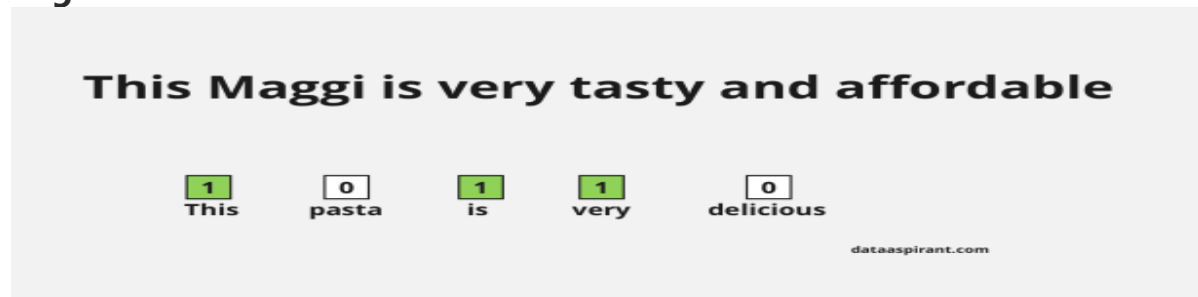 This Maggi is very tasty and affordable
1 0 1 1 0
This pasta is very delicious
dataaspirant.com